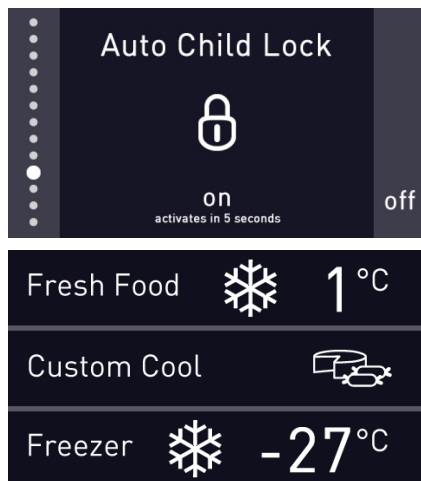 Auto Child Lock
on
off
activates in 5 seconds
Fresh Food 1°C
Custom Cool
Freezer -27°C